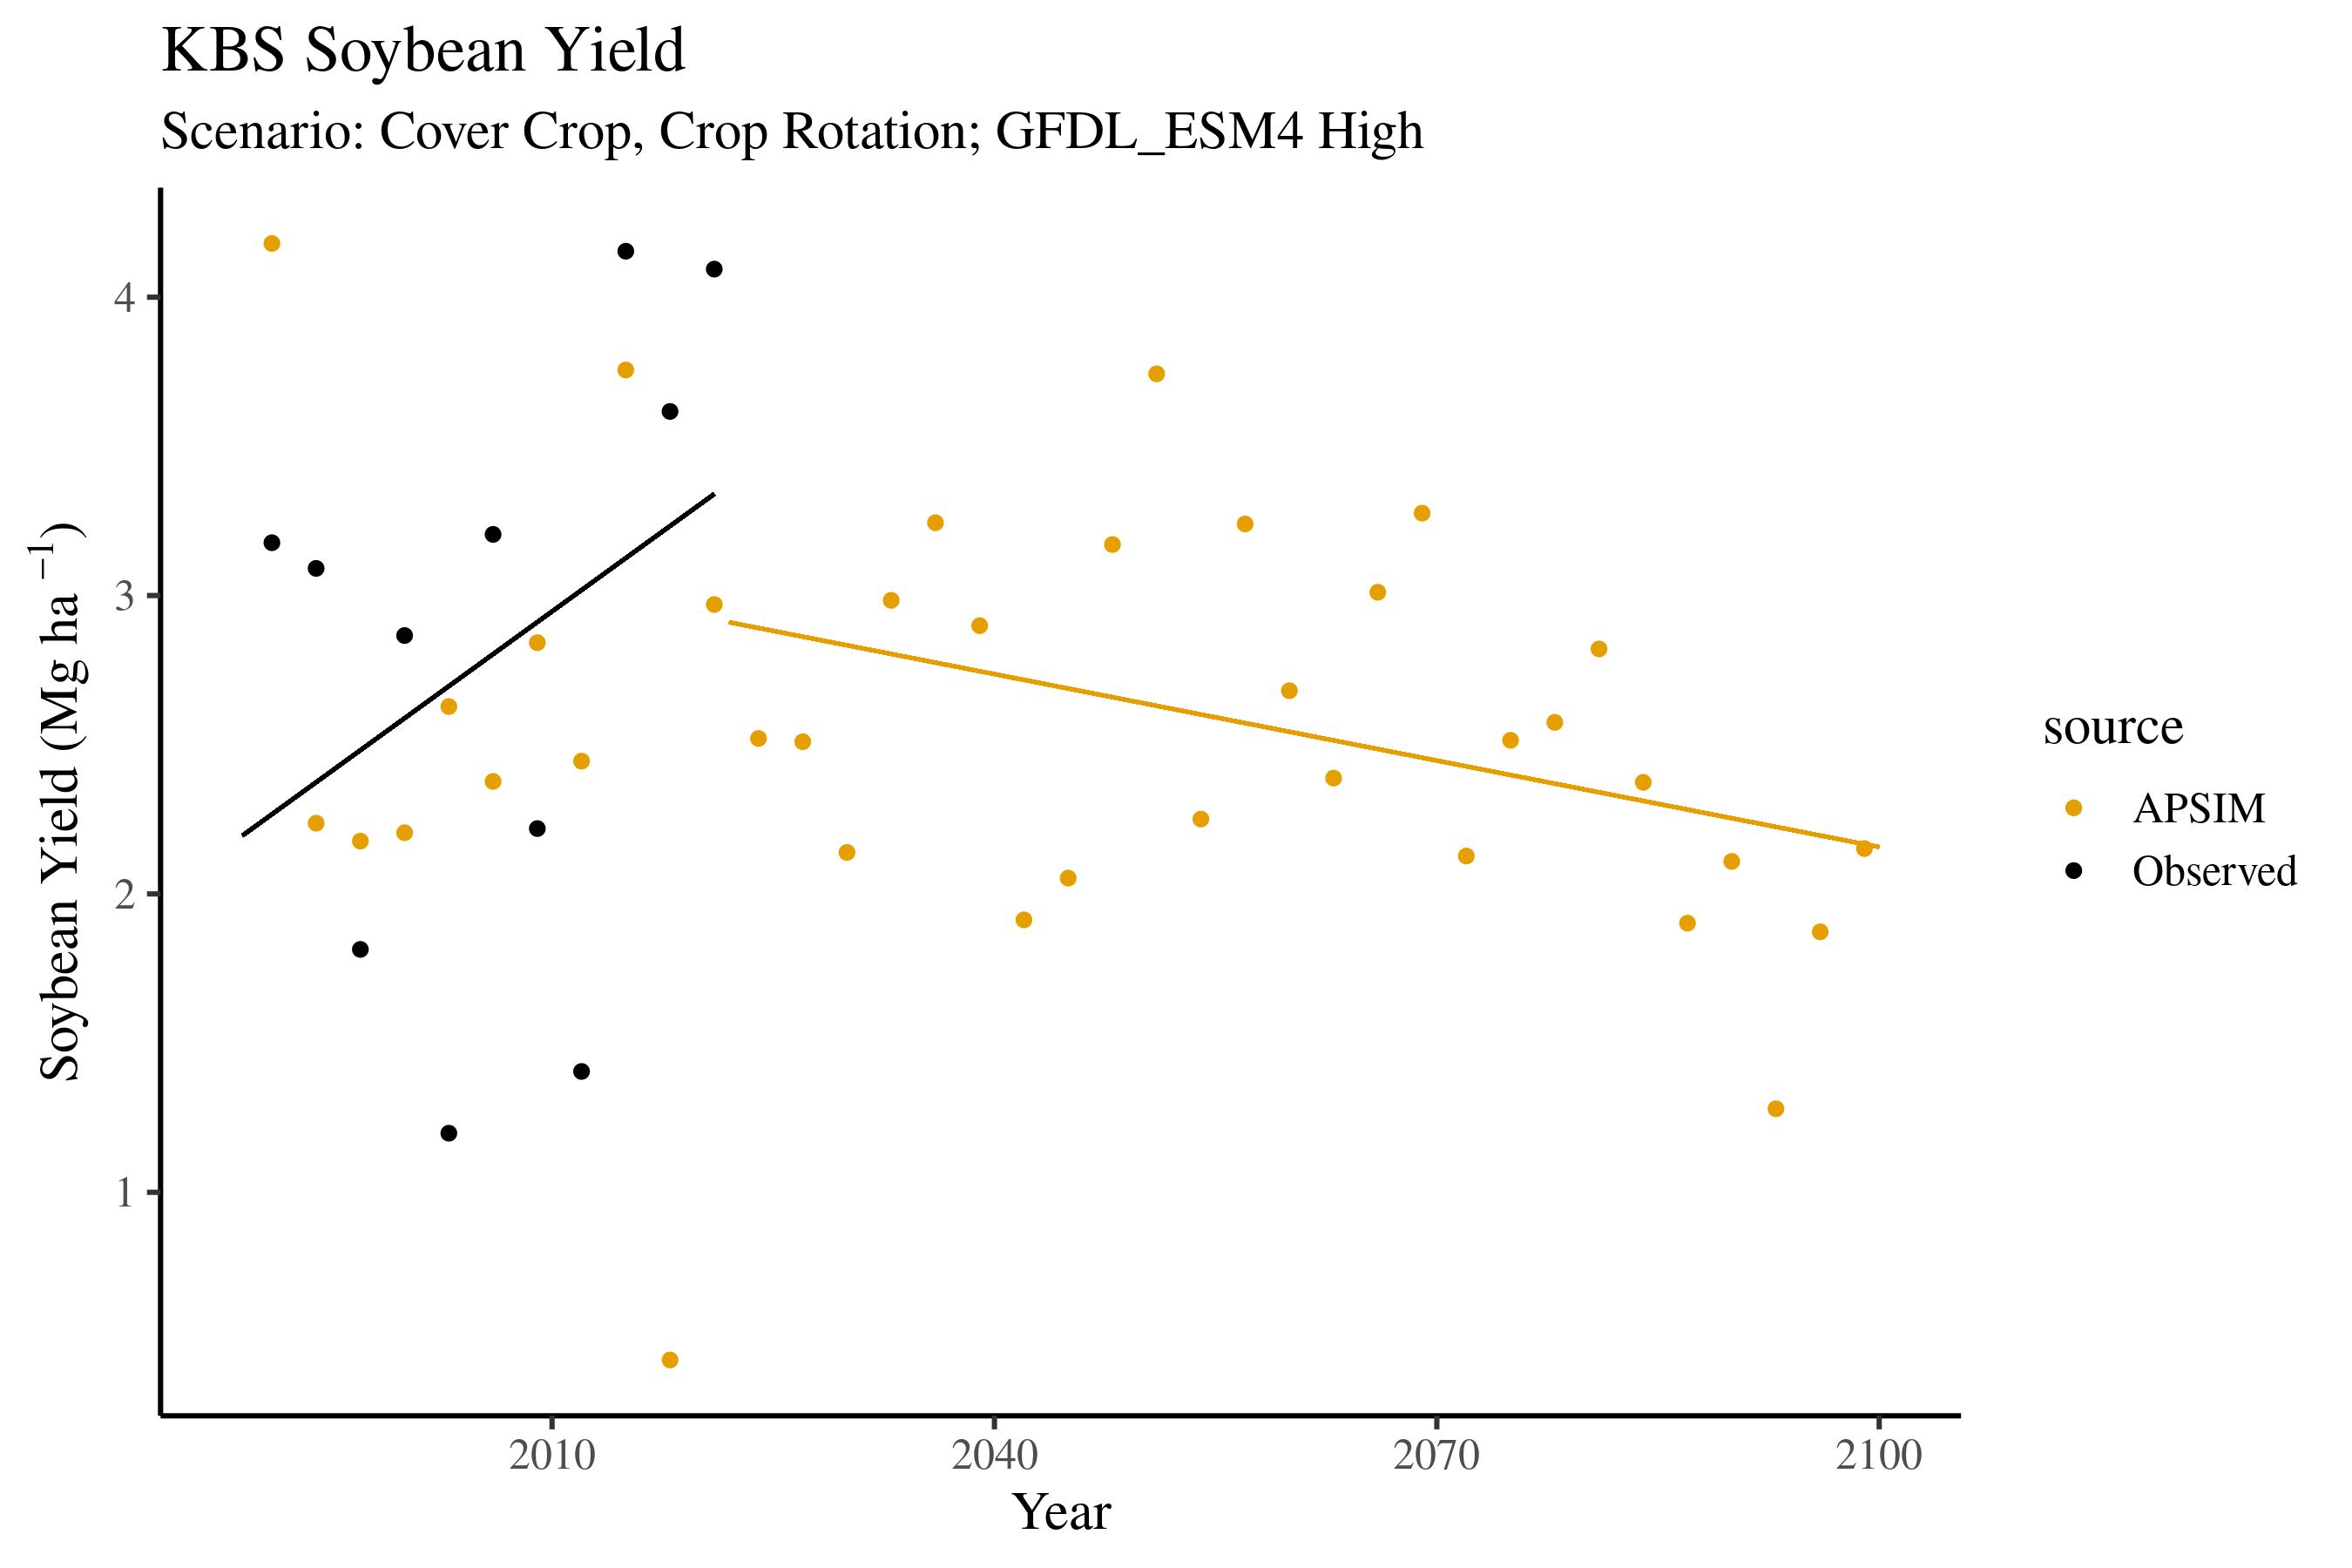 KBS Soybean Yield
Scenario: Cover Crop, Crop Rotation; GFDL_ESM4 High
Soybean Yield (Mg ha⁻¹)
4
3
2
1
2010
2040
2070
2100
Year
source
APSIM
Observed